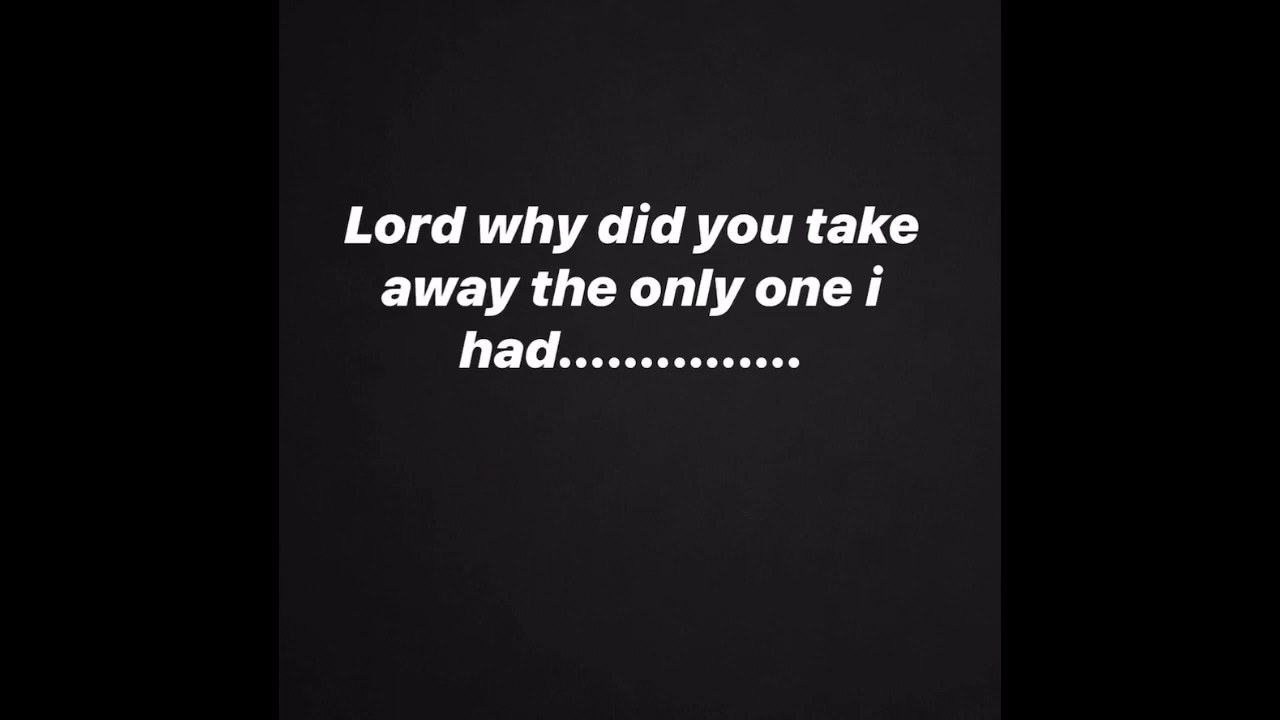 Lord why did you take
away the only one i
had...............